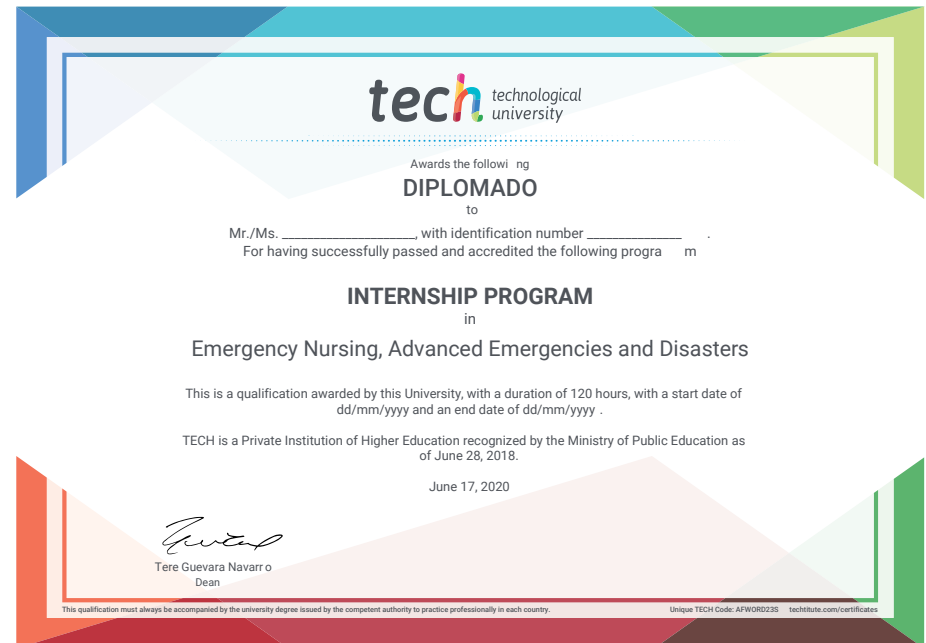 tech technological
university
Awards the followi ng
DIPLOMADO
to
Mr./Ms. ____________________, with identification number ______________ .
For having successfully passed and accredited the following progra m
INTERNSHIP PROGRAM
in
Emergency Nursing, Advanced Emergencies and Disasters
This is a qualification awarded by this University, with a duration of 120 hours, with a start date of
dd/mm/yyyy and an end date of dd/mm/yyyy .
TECH is a Private Institution of Higher Education recognized by the Ministry of Public Education as
of June 28, 2018.
June 17, 2020
Tere Guevara Navarr o
Dean
This qualification must always be accompanied by the university degree issued by the competent authority to practice professionally in each country. Unique TECH Code: AFWORD23S techtitute.com/certificates